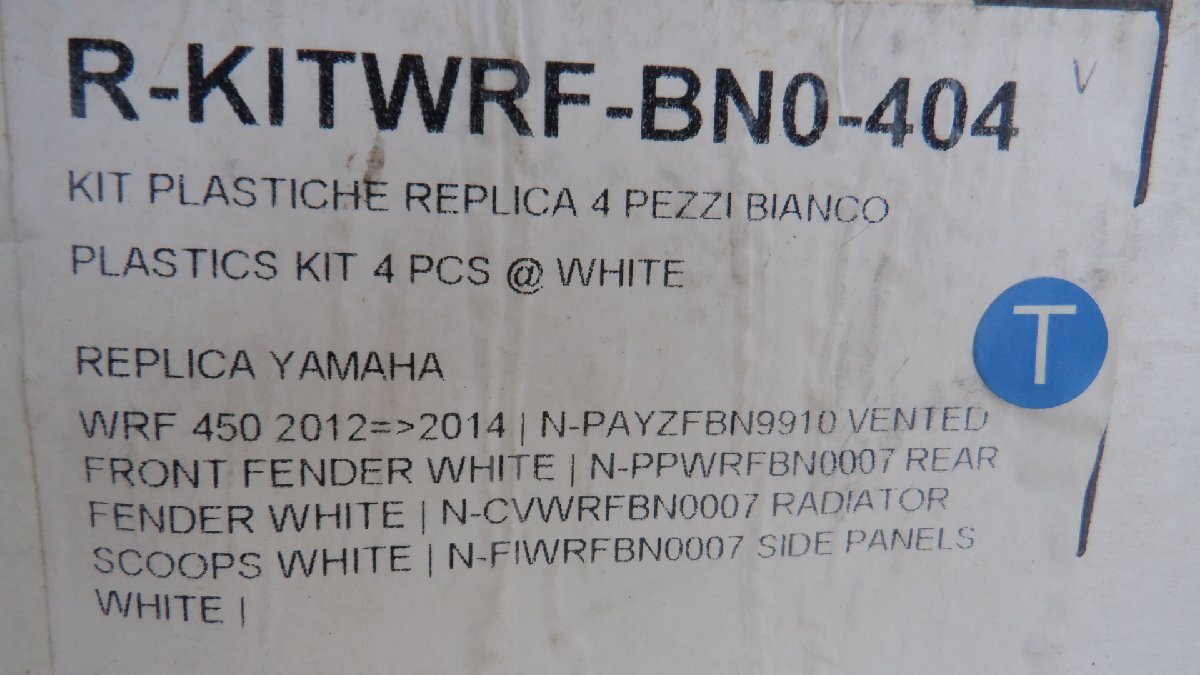 R-KITWRF-BN0-404
V
KIT PLASTICHE REPLICA 4 PEZZI BIANCO
PLASTICS KIT 4 PCS @ WHITE
T
REPLICA YAMAHA
WRF 450 2012=>2014 | N-PAYZFBN9910 VENTED
FRONT FENDER WHITE | N-PPWRFBN0007 REAR
FENDER WHITE | N-CVWRFBN0007 RADIATOR
SCOOPS WHITE | N-FIWRFBN0007 SIDE PANELS
WHITE |